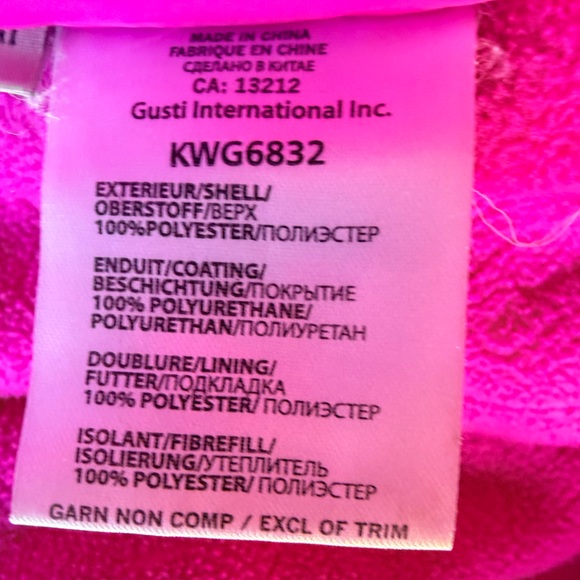 MADE IN CHINA
FABRIQUE EN CHINE
СДЕЛАНО В КИТАЕ
CA: 13212
Gusti International Inc.
KWG6832
EXTERIEUR/SHELL/
OBERSTOFF/ВЕРХ
100%POLYESTER/ПОЛИЭСТЕР
ENDUIT/COATING/
BESCHICHTUNG/ПОКРЫТИЕ
100% POLYURETHANE/
POLYURETHAN/ПОЛИУРЕТАН
DOUBLURE/LINING/
FUTTER/ПОДКЛАДКА
100% POLYESTER/ ПОЛИЭСТЕР
ISOLANT/FIBREFILL/
ISOLIERUNG/УТЕПЛИТЕЛЬ
100% POLYESTER/ ПОЛИЭСТЕР
GARN NON COMP / EXCL OF TRIM